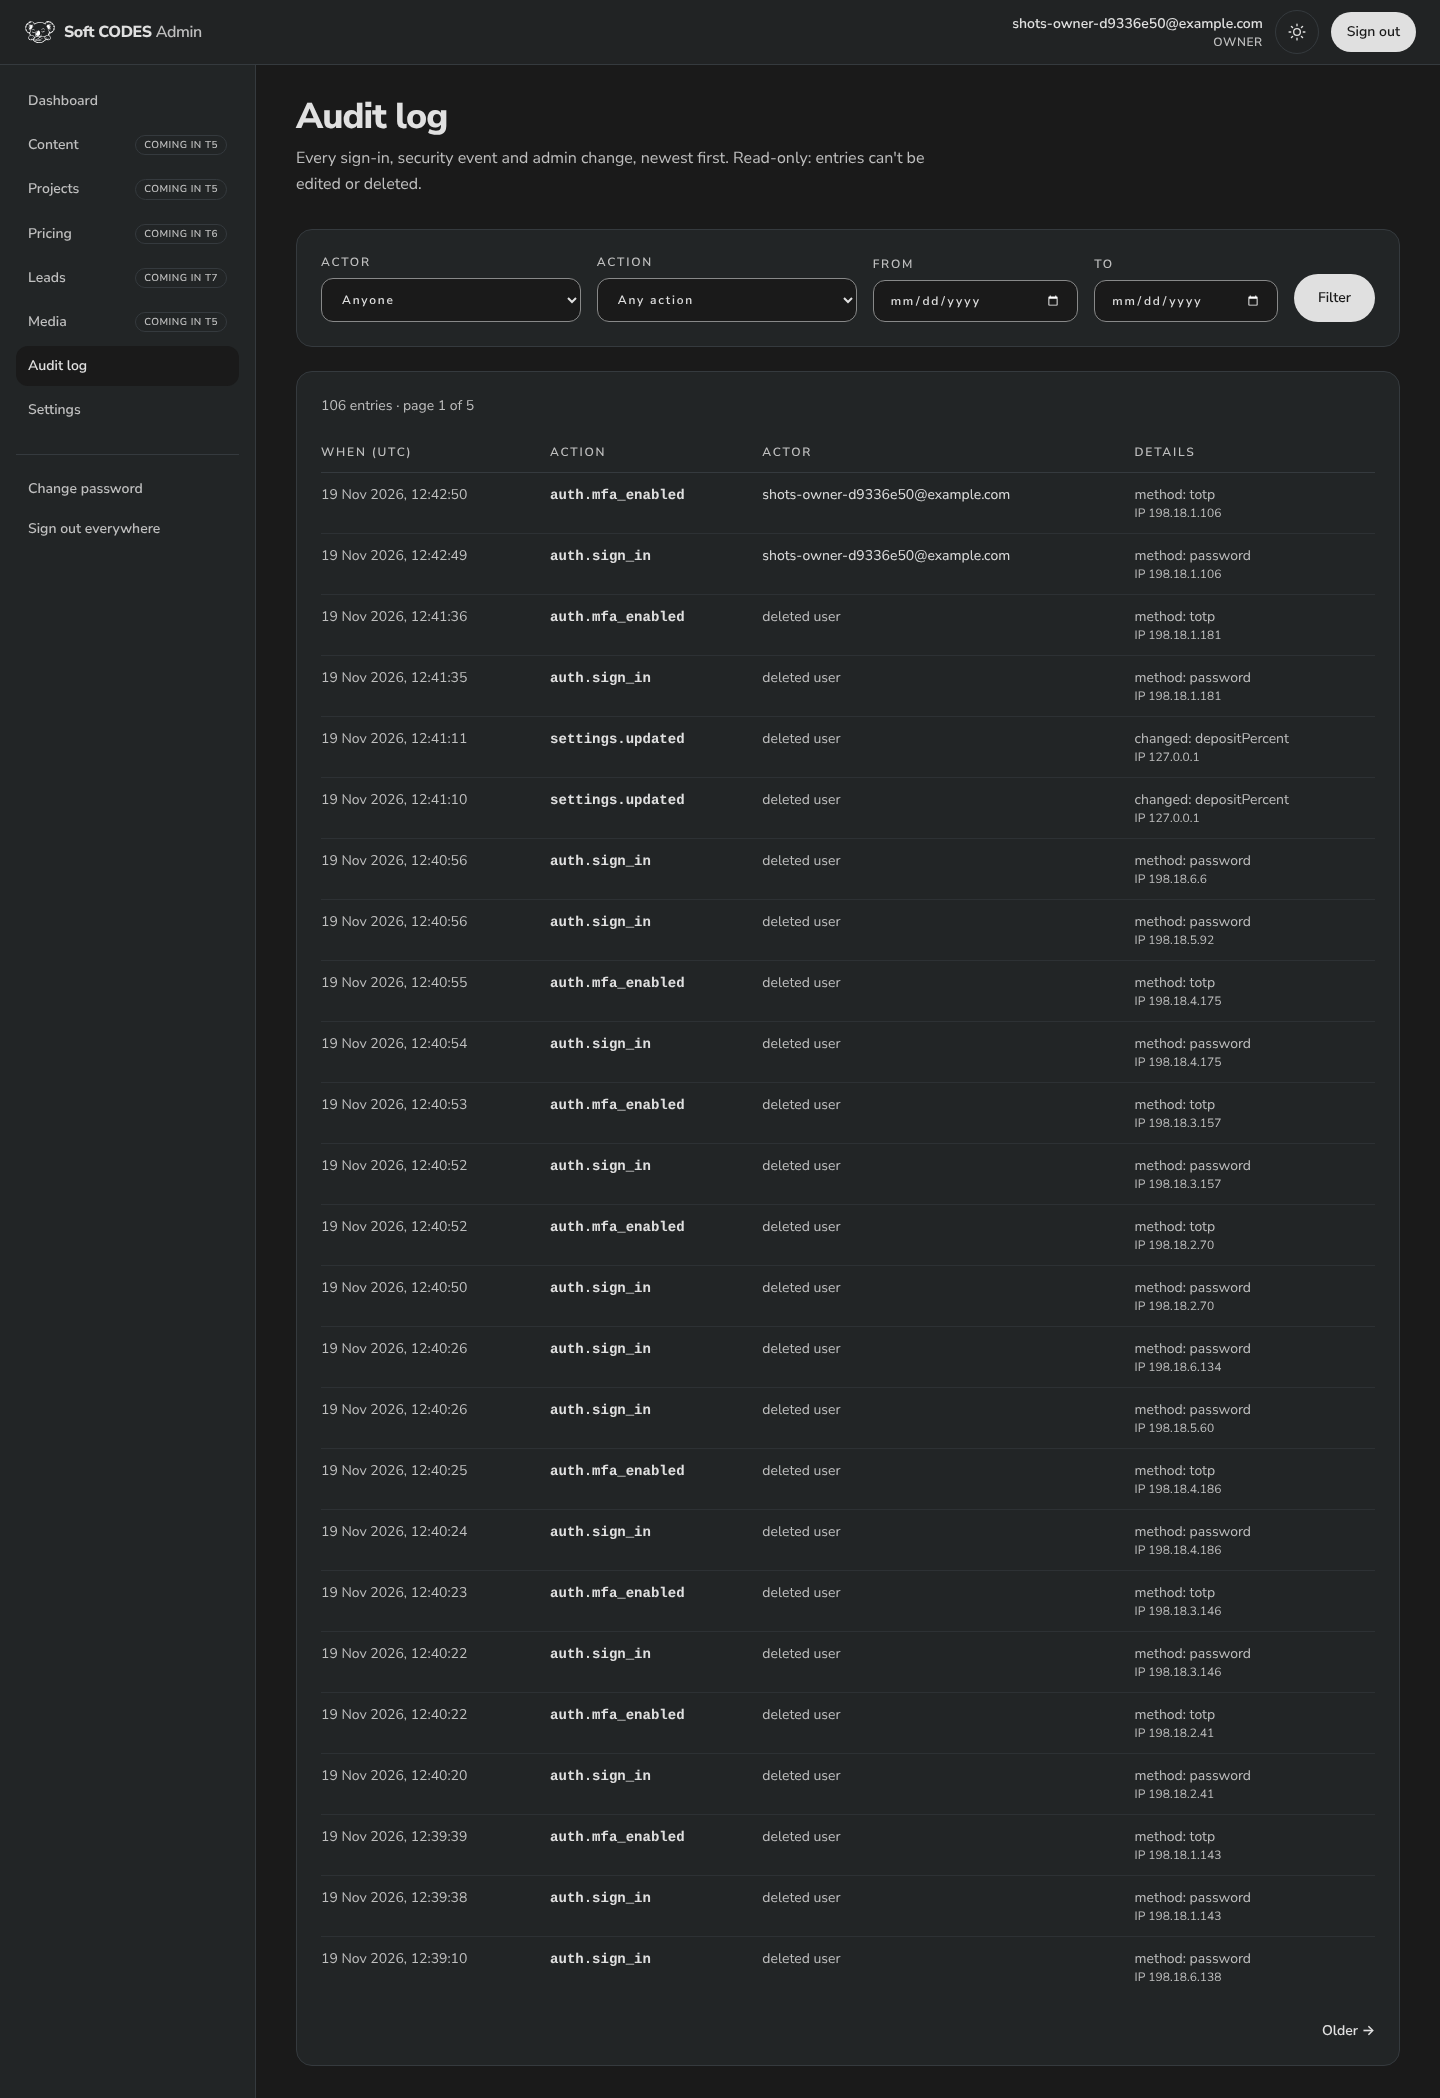 Soft CODES Admin
shots-owner-d9336e50@example.com
OWNER
Sign out
Dashboard
Content COMING IN T5
Projects COMING IN T5
Pricing COMING IN T6
Leads COMING IN T7
Media COMING IN T5
Audit log
Settings
Change password
Sign out everywhere
Audit log
Every sign-in, security event and admin change, newest first. Read-only: entries can't be
edited or deleted.
ACTOR ACTION FROM TO
Anyone Any action mm/dd/yyyy mm/dd/yyyy Filter
106 entries · page 1 of 5
WHEN (UTC) ACTION ACTOR DETAILS
19 Nov 2026, 12:42:50 auth.mfa_enabled shots-owner-d9336e50@example.com method: totp
IP 198.18.1.106
19 Nov 2026, 12:42:49 auth.sign_in shots-owner-d9336e50@example.com method: password
IP 198.18.1.106
19 Nov 2026, 12:41:36 auth.mfa_enabled deleted user method: totp
IP 198.18.1.181
19 Nov 2026, 12:41:35 auth.sign_in deleted user method: password
IP 198.18.1.181
19 Nov 2026, 12:41:11 settings.updated deleted user changed: depositPercent
IP 127.0.0.1
19 Nov 2026, 12:41:10 settings.updated deleted user changed: depositPercent
IP 127.0.0.1
19 Nov 2026, 12:40:56 auth.sign_in deleted user method: password
IP 198.18.6.6
19 Nov 2026, 12:40:56 auth.sign_in deleted user method: password
IP 198.18.5.92
19 Nov 2026, 12:40:55 auth.mfa_enabled deleted user method: totp
IP 198.18.4.175
19 Nov 2026, 12:40:54 auth.sign_in deleted user method: password
IP 198.18.4.175
19 Nov 2026, 12:40:53 auth.mfa_enabled deleted user method: totp
IP 198.18.3.157
19 Nov 2026, 12:40:52 auth.sign_in deleted user method: password
IP 198.18.3.157
19 Nov 2026, 12:40:52 auth.mfa_enabled deleted user method: totp
IP 198.18.2.70
19 Nov 2026, 12:40:50 auth.sign_in deleted user method: password
IP 198.18.2.70
19 Nov 2026, 12:40:26 auth.sign_in deleted user method: password
IP 198.18.6.134
19 Nov 2026, 12:40:26 auth.sign_in deleted user method: password
IP 198.18.5.60
19 Nov 2026, 12:40:25 auth.mfa_enabled deleted user method: totp
IP 198.18.4.186
19 Nov 2026, 12:40:24 auth.sign_in deleted user method: password
IP 198.18.4.186
19 Nov 2026, 12:40:23 auth.mfa_enabled deleted user method: totp
IP 198.18.3.146
19 Nov 2026, 12:40:22 auth.sign_in deleted user method: password
IP 198.18.3.146
19 Nov 2026, 12:40:22 auth.mfa_enabled deleted user method: totp
IP 198.18.2.41
19 Nov 2026, 12:40:20 auth.sign_in deleted user method: password
IP 198.18.2.41
19 Nov 2026, 12:39:39 auth.mfa_enabled deleted user method: totp
IP 198.18.1.143
19 Nov 2026, 12:39:38 auth.sign_in deleted user method: password
IP 198.18.1.143
19 Nov 2026, 12:39:10 auth.sign_in deleted user method: password
IP 198.18.6.138
Older →